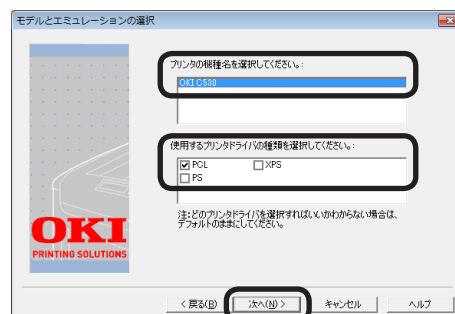 モデルとエミュレーションの選択
プリンタの機種名を選択してください。:
OKI C530
使用するプリンタドライバの種類を選択してください。:
PCL XPS
PS
注:どのプリンタドライバを選択すればいいかわからない場合は、
デフォルトのままにしてください。
OKI
PRINTING SOLUTIONS
< 戻る(B) 次へ(N) > キャンセル ヘルプ